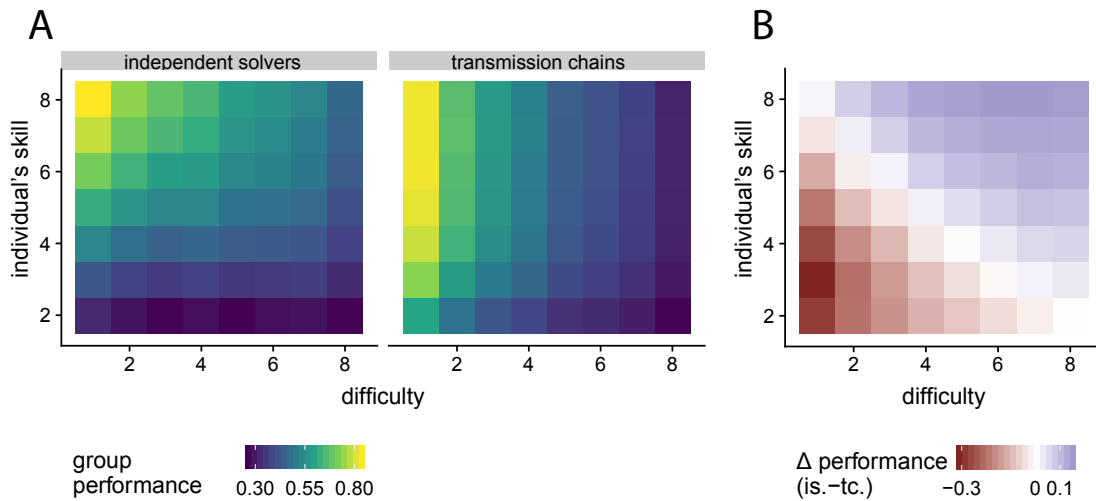 A
B
independent solvers
transmission chains
individual's skill
8
6
4
2
2 4 6 8
2 4 6 8
difficulty
individual's skill
8
6
4
2
2 4 6 8
difficulty
group
performance
0.30 0.55 0.80
Δ performance
(is.−tc.)
−0.3 0 0.1